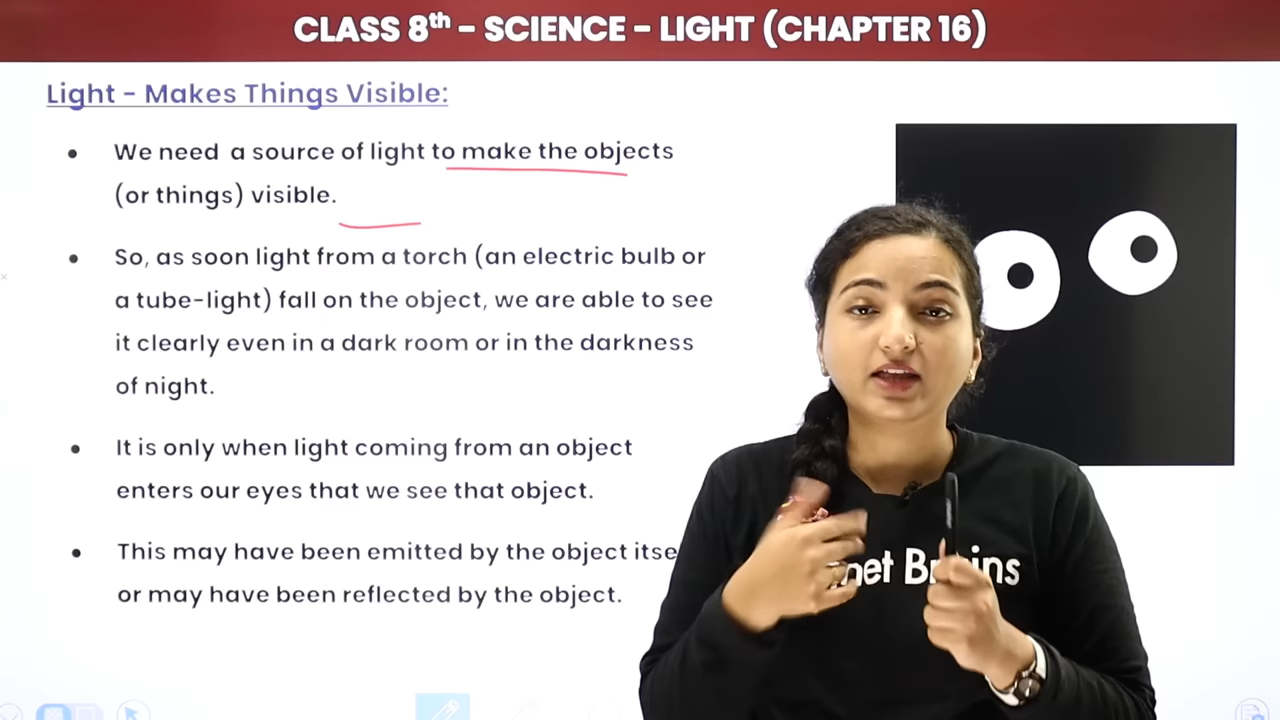 CLASS 8th – SCIENCE – LIGHT (CHAPTER 16)
Light – Makes Things Visible:
• We need a source of light to make the objects
(or things) visible.
• So, as soon light from a torch (an electric bulb or
a tube-light) fall on the object, we are able to see
it clearly even in a dark room or in the darkness
of night.
• It is only when light coming from an object
enters our eyes that we see that object.
• This may have been emitted by the object
or may have been reflected by the object.